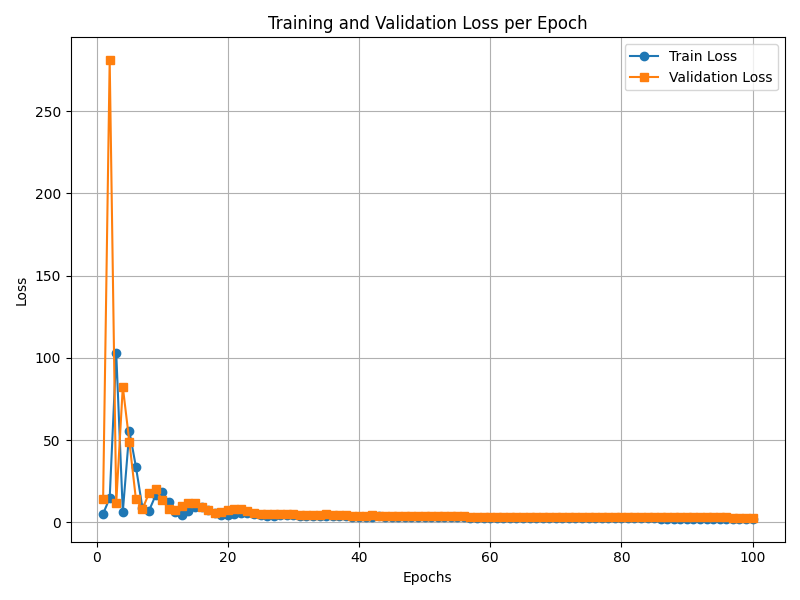 Training and Validation Loss per Epoch
Train Loss
Validation Loss
250
200
150
100
50
0
Loss
0 20 40 60 80 100
Epochs